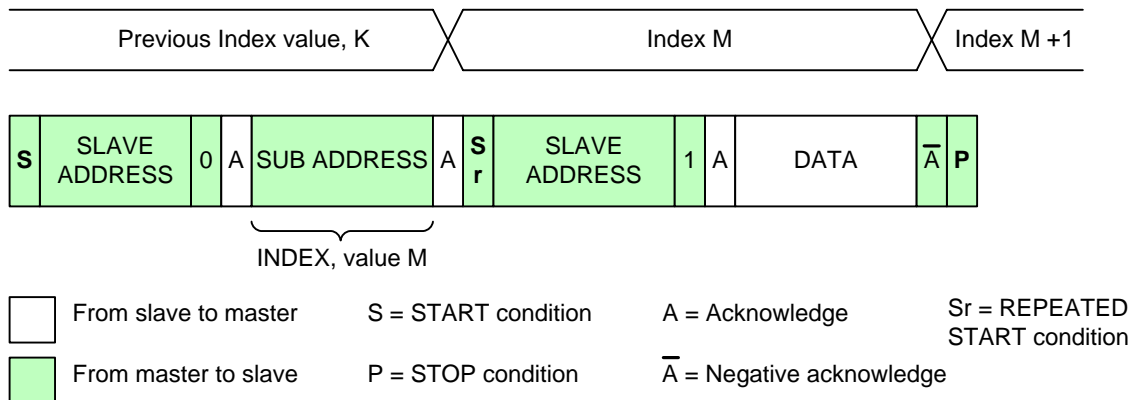 Previous Index value, K Index M Index M +1
S SLAVE ADDRESS 0 A SUB ADDRESS A Sr SLAVE ADDRESS 1 A DATA A̅ P
INDEX, value M
From slave to master S = START condition A = Acknowledge Sr = REPEATED START condition
From master to slave P = STOP condition A̅ = Negative acknowledge